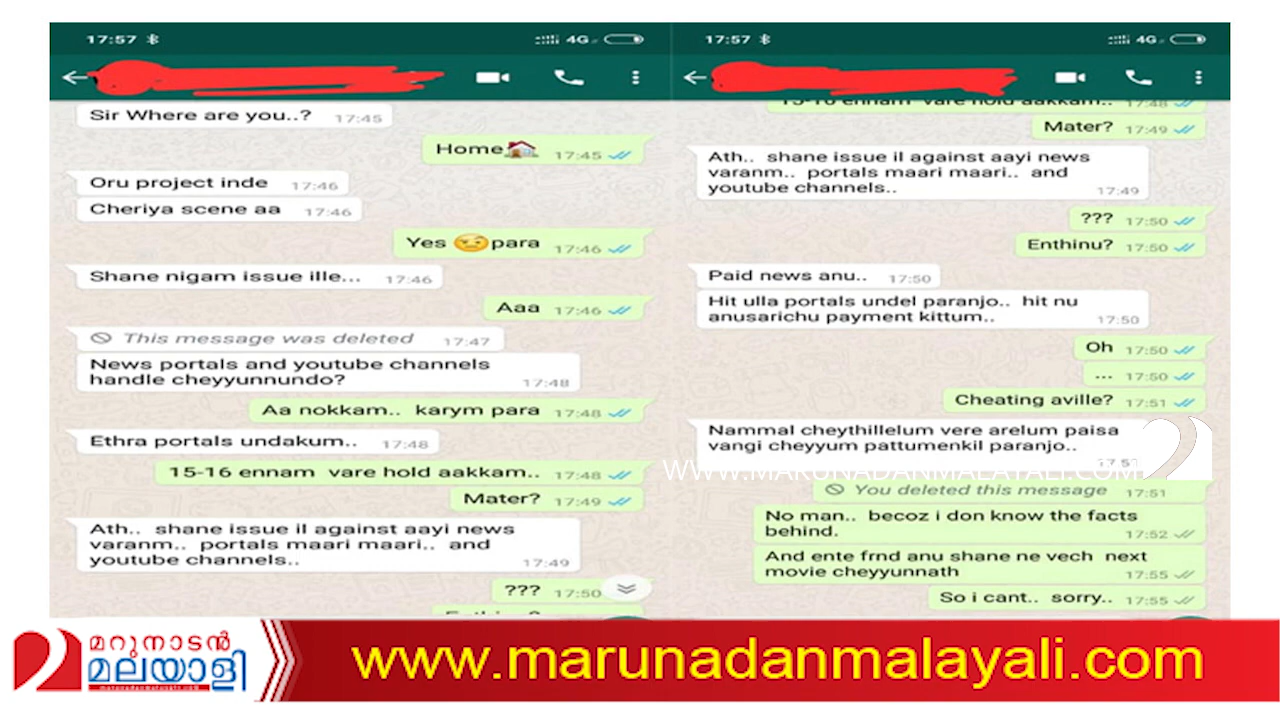 17:57
4G
Sir Where are you..? 17:45
Home🏠 17:45
Oru project inde 17:46
Cheriya scene aa 17:46
Yes 🤨para 17:46
Shane nigam issue ille... 17:46
Aaa 17:46
This message was deleted 17:47
News portals and youtube channels
handle cheyyunnundo? 17:48
Aa nokkam.. karym para 17:48
Ethra portals undakum.. 17:48
15-16 ennam vare hold aakkam.. 17:48
Mater? 17:49
Ath.. shane issue il against aayi news
varanm.. portals maari maari.. and
youtube channels.. 17:49
??? 17:50
17:57
4G
15-16 ennam vare hold aakkam.. 17:48
Mater? 17:49
Ath.. shane issue il against aayi news
varanm.. portals maari maari.. and
youtube channels.. 17:49
??? 17:50
Enthinu? 17:50
Paid news anu.. 17:50
Hit ulla portals undel paranjo.. hit nu
anusarichu payment kittum.. 17:50
Oh 17:50
... 17:50
Cheating aville? 17:51
Nammal cheythillelum vere arelum paisa
vangi cheyyum pattumenkil paranjo..
17:51
WWW.MARUNADANMALAYALI.COM
You deleted this message 17:51
No man.. becoz i don know the facts
behind. 17:52
And ente frnd anu shane ne vech next
movie cheyyunnath 17:55
So i cant.. sorry.. 17:55
മറുനാടൻ
മലയാളി
marunadanmalayali.com
www.marunadanmalayali.com